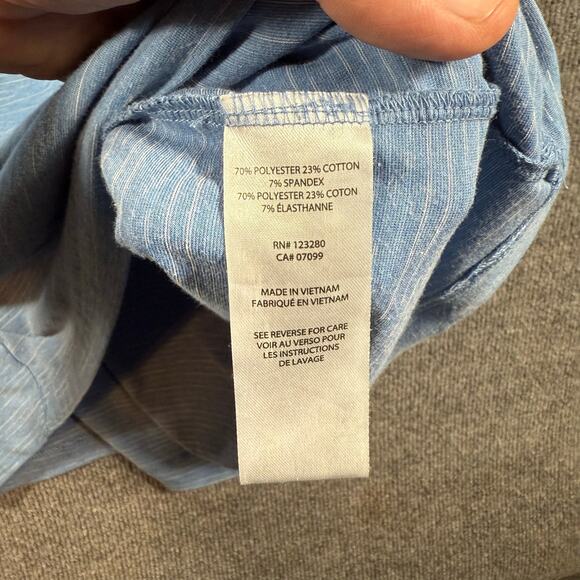 70% POLYESTER 23% COTTON
7% SPANDEX
70% POLYESTER 23% COTON
7% ÉLASTHANNE
RN# 123280
CA# 07099
MADE IN VIETNAM
FABRIQUÉ EN VIETNAM
SEE REVERSE FOR CARE
VOIR AU VERSO POUR
LES INSTRUCTIONS
DE LAVAGE